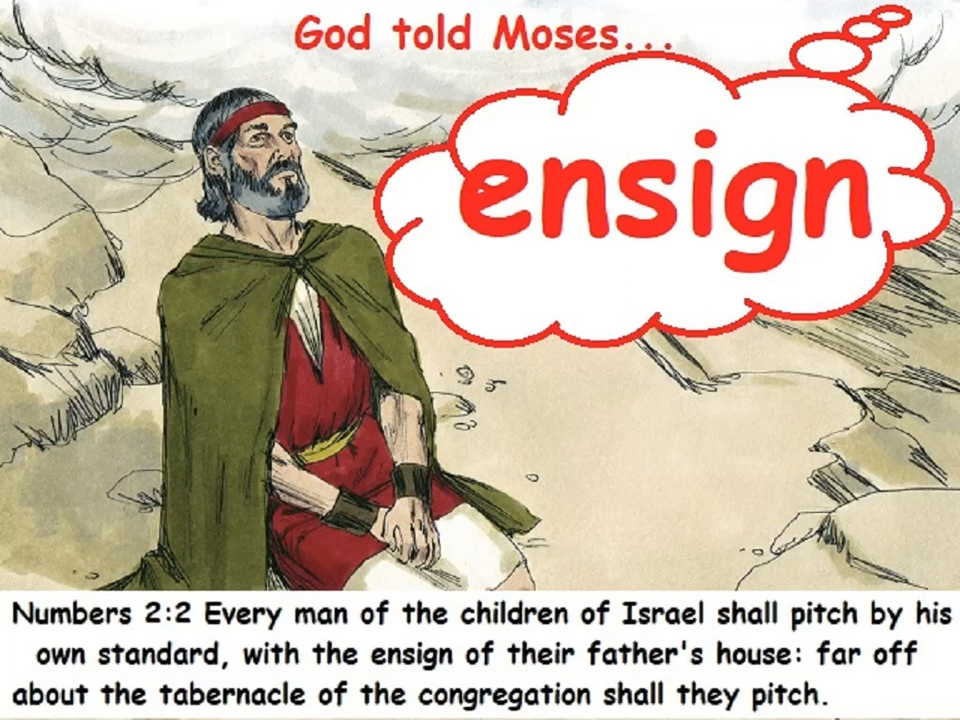 God told Moses...
ensign
Numbers 2:2 Every man of the children of Israel shall pitch by his
own standard, with the ensign of their father's house: far off
about the tabernacle of the congregation shall they pitch.